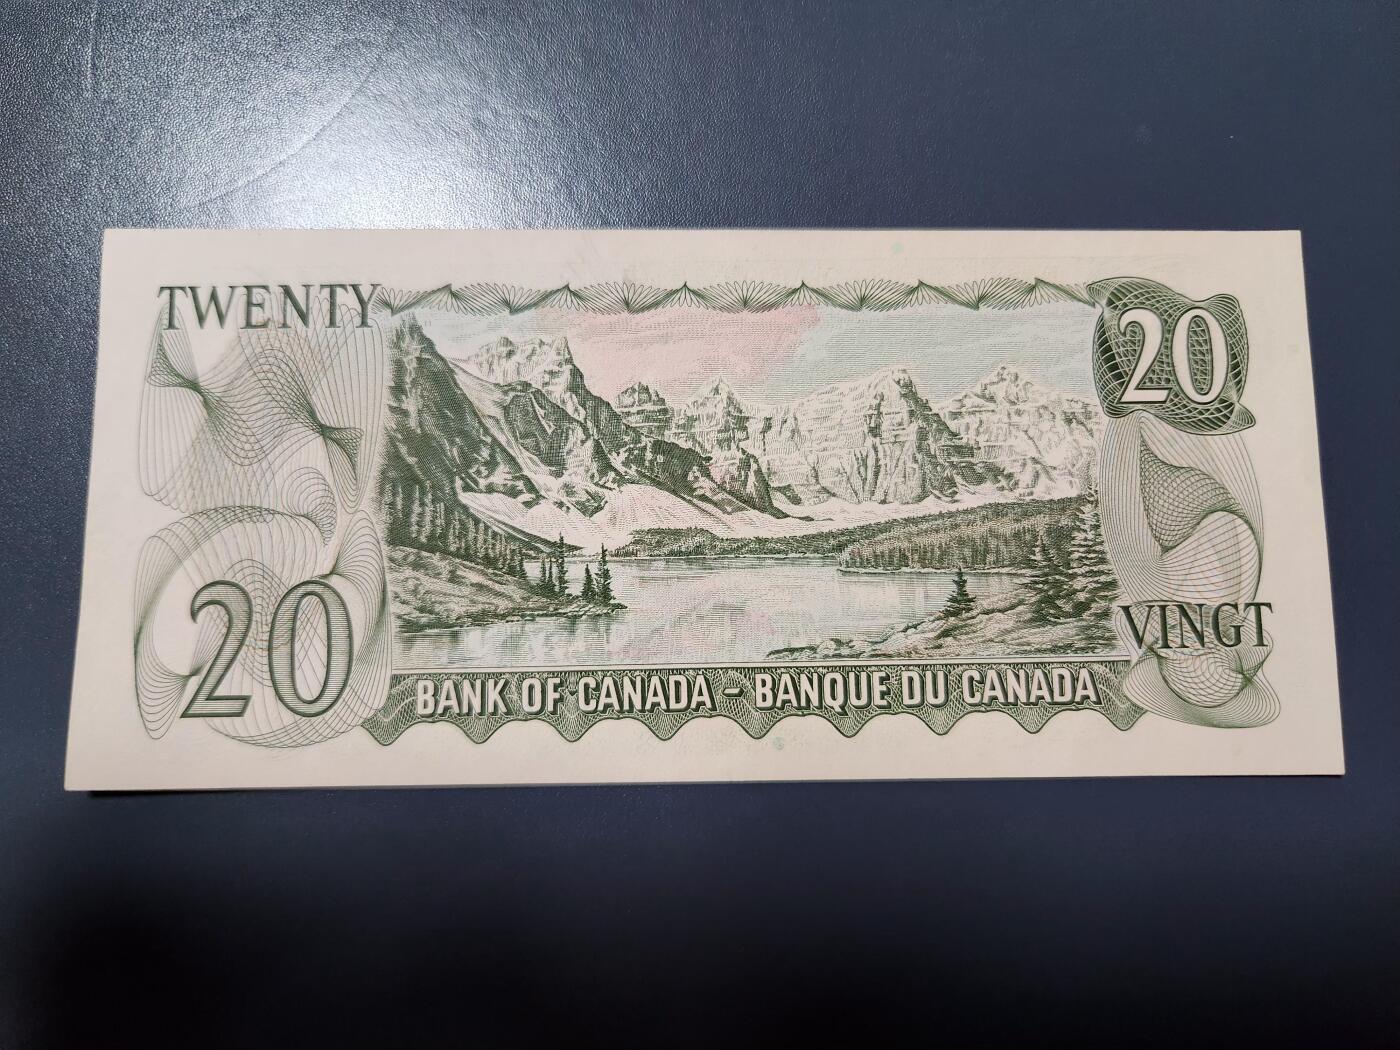 TWENTY
20
20
VINGT
BANK OF CANADA - BANQUE DU CANADA